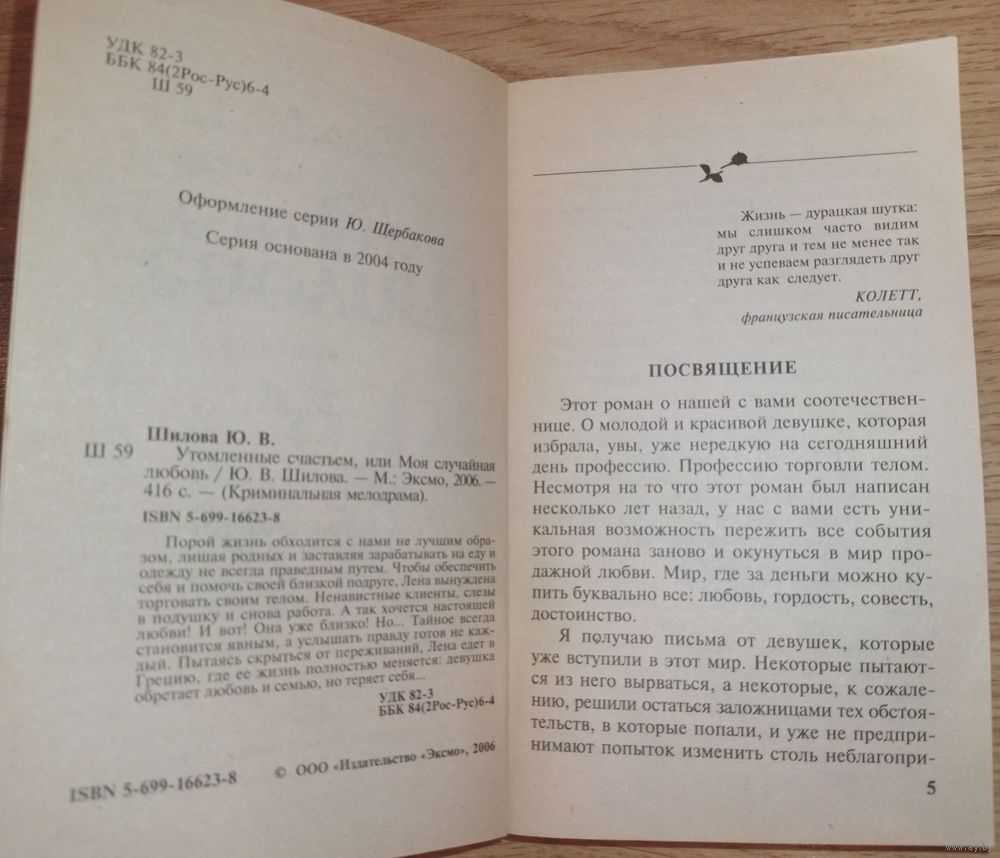 УДК 82-3
ББК 84(2Рос-Рус)6-4
Ш 59
Оформление серии Ю. Щербакова
Серия основана в 2004 году
Шилова Ю. В.
Ш 59 Утомленные счастьем, или Моя случайная
любовь / Ю. В. Шилова. — М.: Эксмо, 2006. —
416 с. — (Криминальная мелодрама).
ISBN 5-699-16623-8
Порой жизнь обходится с нами не лучшим обра-
зом, лишая родных и заставляя зарабатывать на еду и
одежду не всегда праведным путем. Чтобы обеспечить
себя и помочь своей близкой подруге, Лена вынуждена
торговать своим телом. Ненавистные клиенты, слезы
в подушку и снова работа. А так хочется настоящей
любви! И вот! Она уже близко! Но... Тайное всегда
становится явным, а услышать правду готов не каж-
дый. Пытаясь скрыться от переживаний, Лена едет в
Грецию, где ее жизнь полностью меняется: девушка
обретает любовь и семью, но теряет себя...
УДК 82-3
ББК 84(2Рос-Рус)6-4
ISBN 5-699-16623-8
© ООО «Издательство «Эксмо», 2006
Жизнь — дурацкая шутка:
мы слишком часто видим
друг друга и тем не менее так
и не успеваем разглядеть друг
друга как следует.
КОЛЕТТ,
французская писательница
ПОСВЯЩЕНИЕ
Этот роман о нашей с вами соотечествен-
нице. О молодой и красивой девушке, которая
избрала, увы, уже нередкую на сегодняшний
день профессию. Профессию торговли телом.
Несмотря на то что этот роман был написан
несколько лет назад, у нас с вами есть уни-
кальная возможность пережить все события
этого романа заново и окунуться в мир про-
дажной любви. Мир, где за деньги можно ку-
пить буквально все: любовь, гордость, совесть,
достоинство.
Я получаю письма от девушек, которые
уже вступили в этот мир. Некоторые пытают-
ся из него вырваться, а некоторые, к сожале-
нию, решили остаться заложницами тех обстоя-
тельств, в которые попали, и уже не предпри-
нимают попыток изменить столь неблагопри-
5
www.ay.by